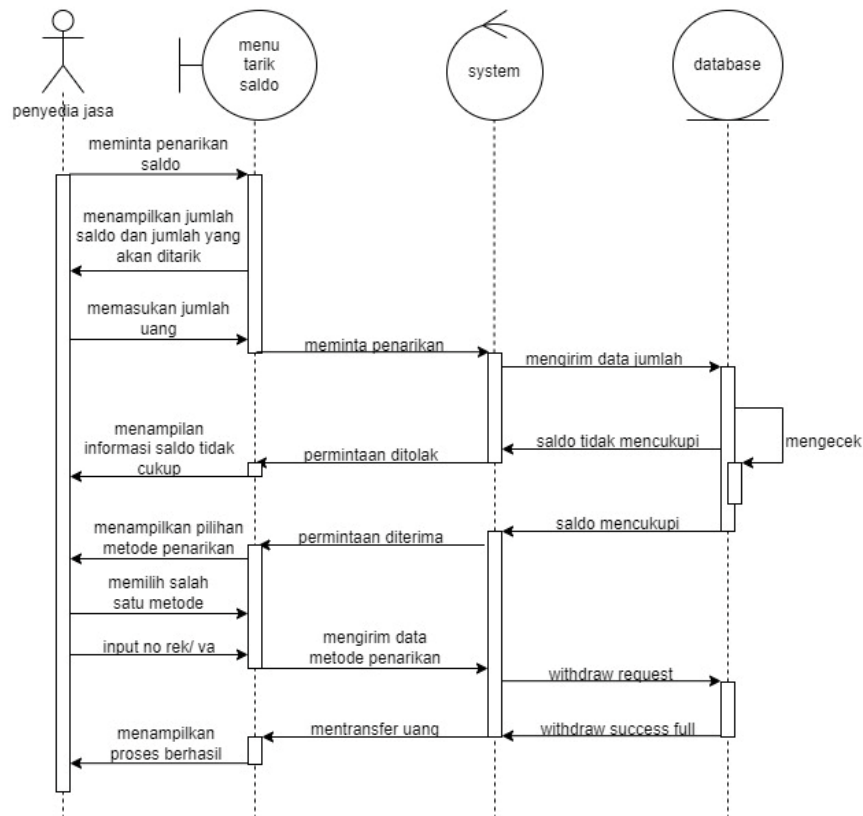 menu
tarik
saldo
system
database
penyedia jasa
meminta penarikan
saldo
menampilkan jumlah
saldo dan jumlah yang
akan ditarik
memasukan jumlah
uang
meminta penarikan
mengirim data jumlah
mengecek
saldo tidak mencukupi
permintaan ditolak
menampilan
informasi saldo tidak
cukup
saldo mencukupi
permintaan diterima
menampilkan pilihan
metode penarikan
memilih salah
satu metode
input no rek/ va
mengirim data
metode penarikan
withdraw request
withdraw success full
mentransfer uang
menampilkan
proses berhasil